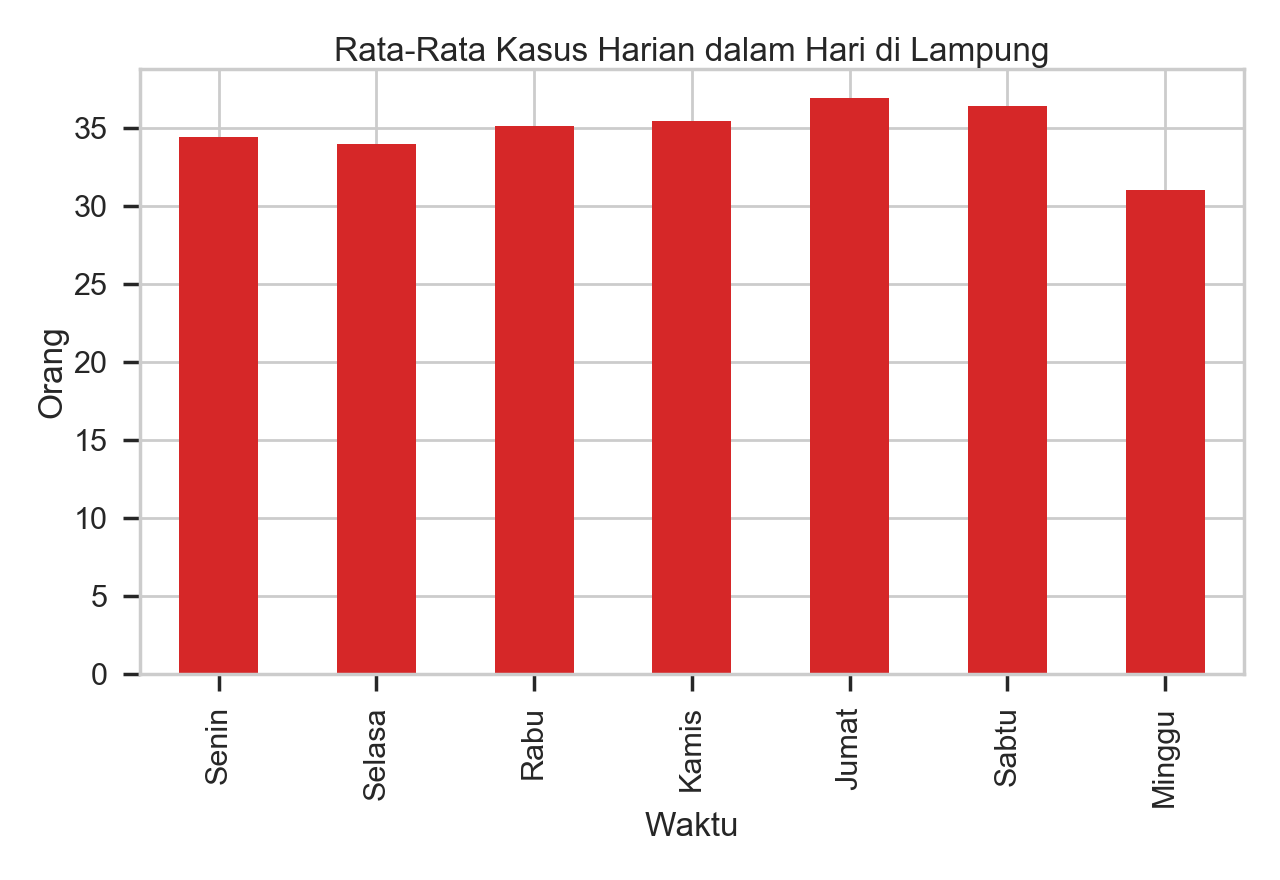 Rata-Rata Kasus Harian dalam Hari di Lampung
35
30
25
20
15
10
5
0
Orang
Senin
Selasa
Rabu
Kamis
Jumat
Sabtu
Minggu
Waktu